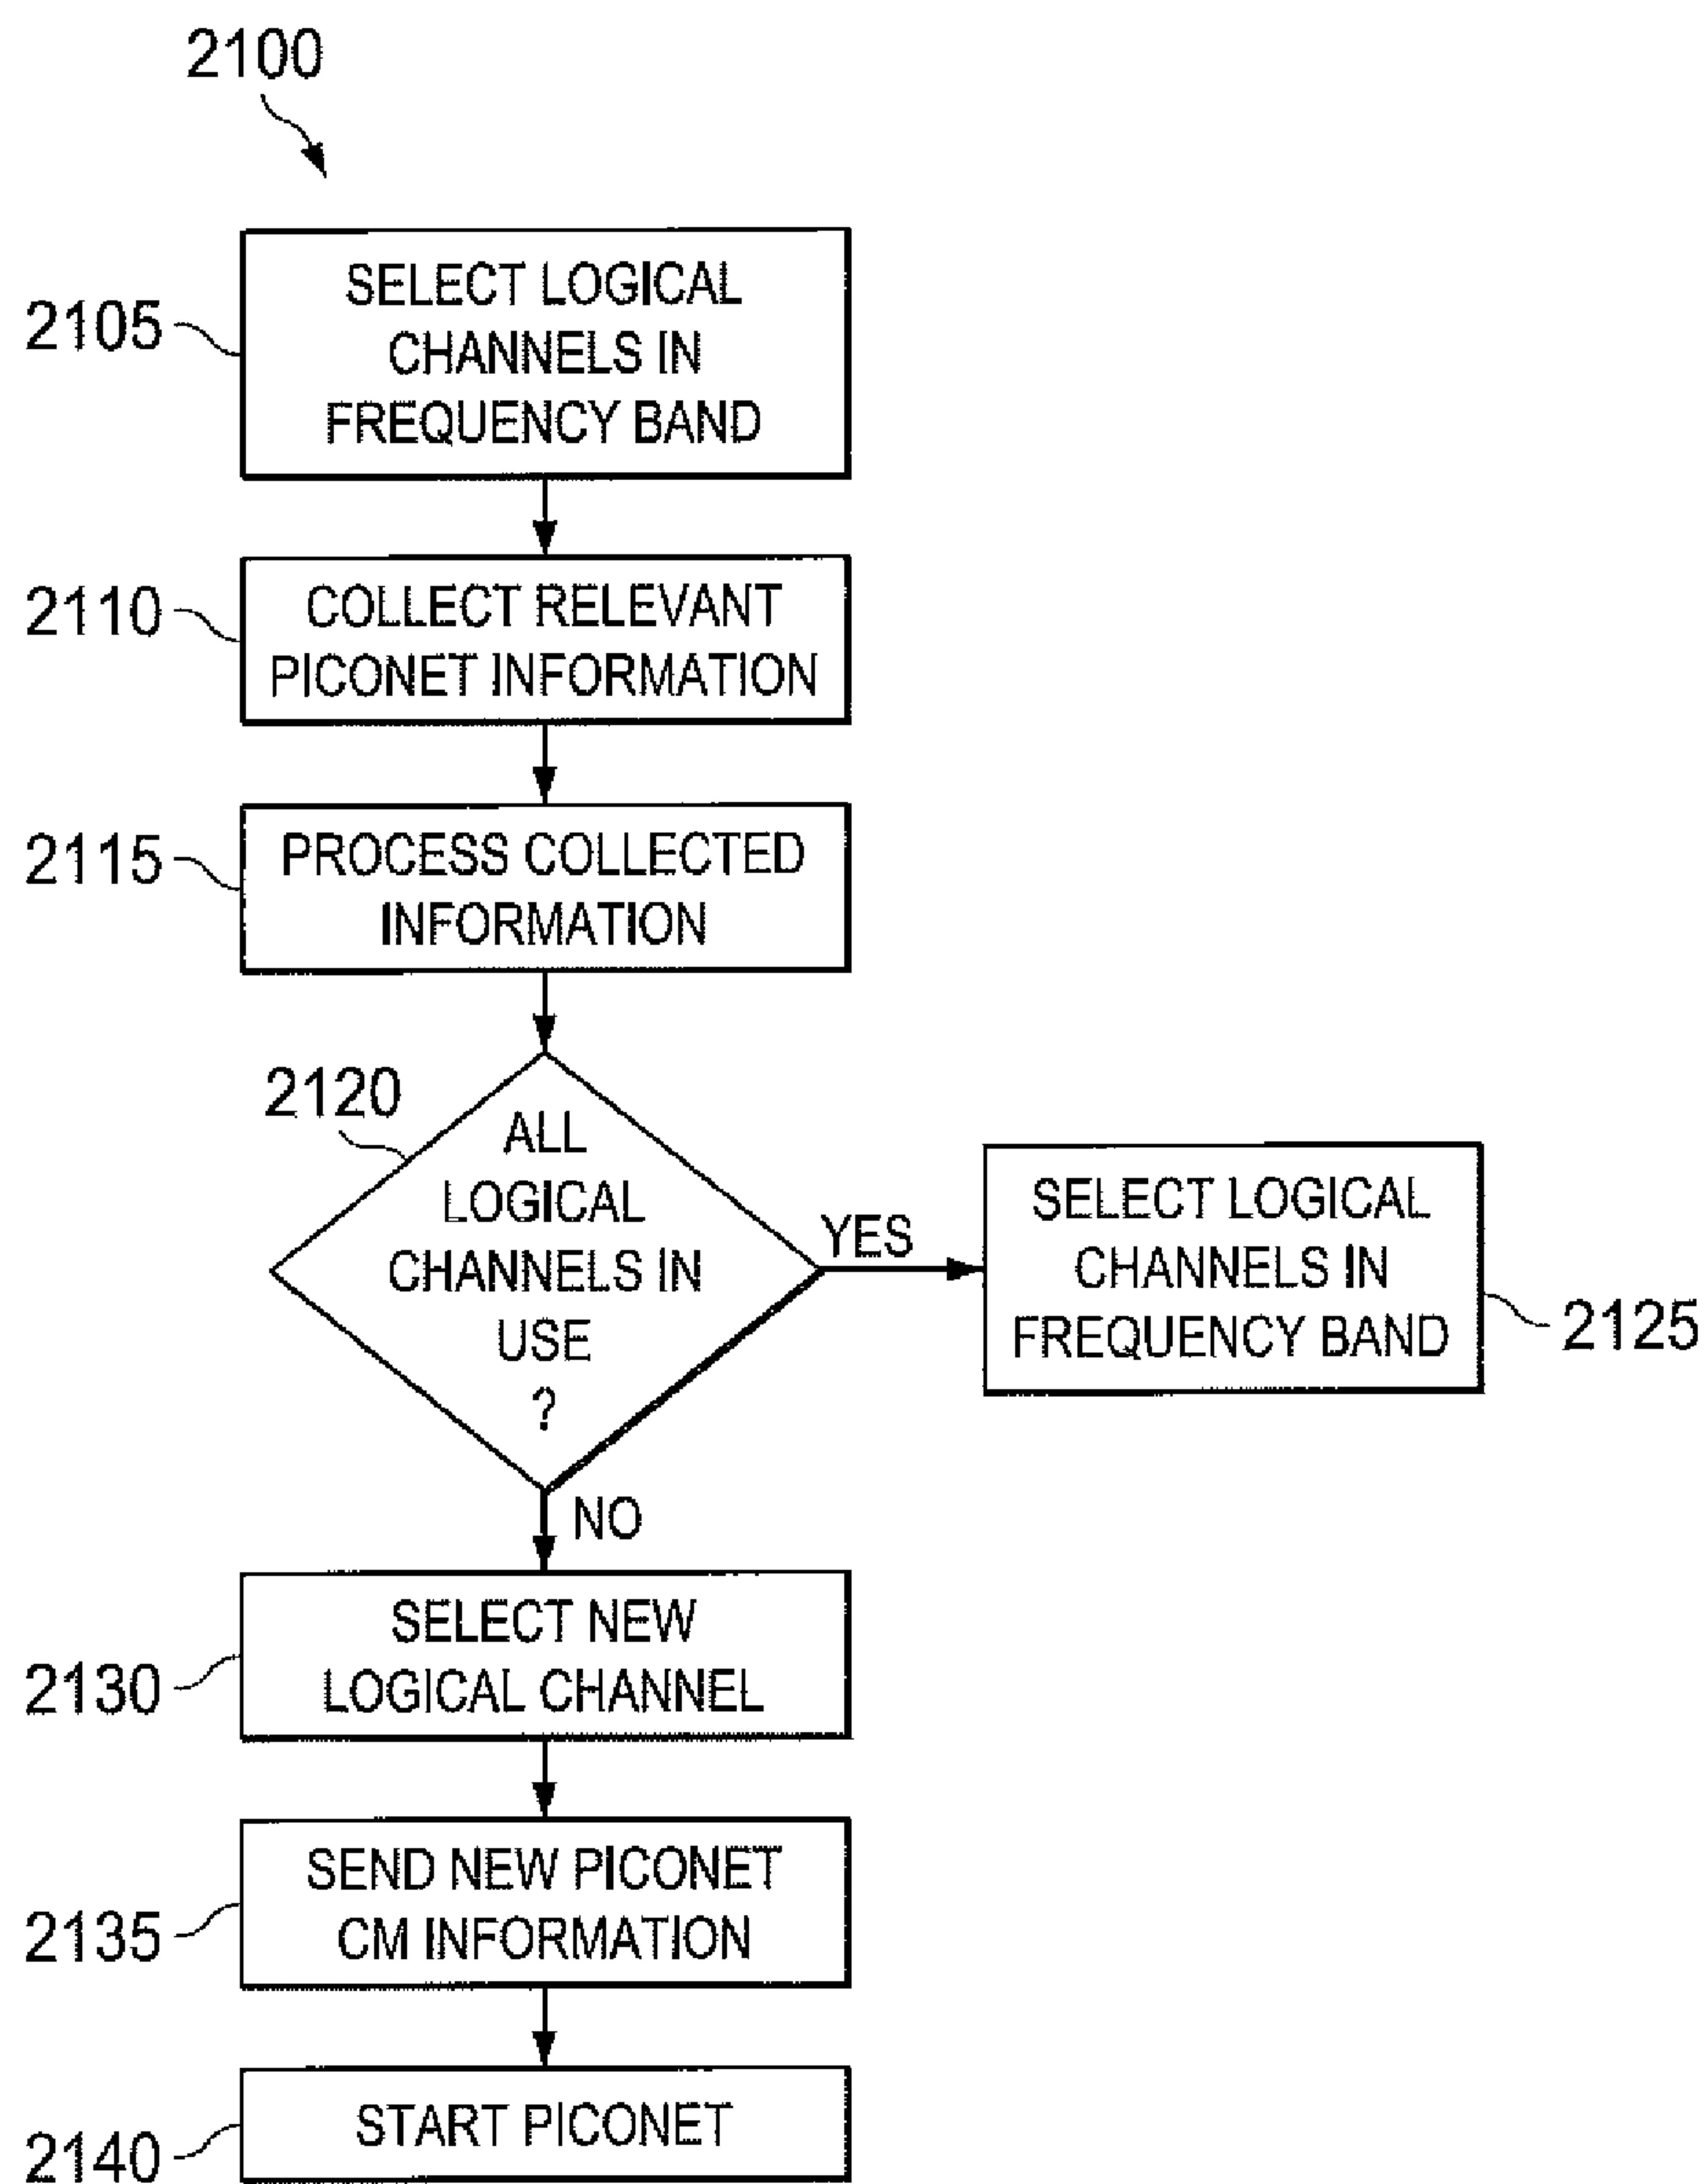 2100
2105
SELECT LOGICAL
CHANNELS IN
FREQUENCY BAND
2110
COLLECT RELEVANT
PICONET INFORMATION
2115
PROCESS COLLECTED
INFORMATION
2120
ALL
LOGICAL
CHANNELS IN
USE
?
YES
SELECT LOGICAL
CHANNELS IN
FREQUENCY BAND
2125
NO
2130
SELECT NEW
LOGICAL CHANNEL
2135
SEND NEW PICONET
CM INFORMATION
2140
START PICONET